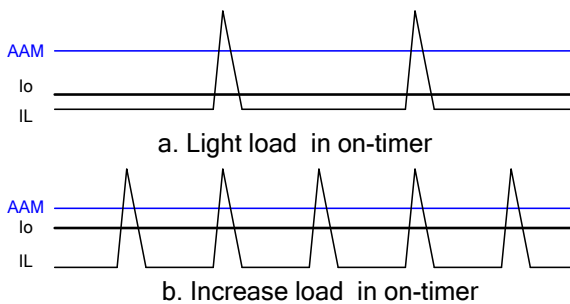 AAM
Io
IL
a. Light load in on-timer
AAM
Io
IL
b. Increase load in on-timer